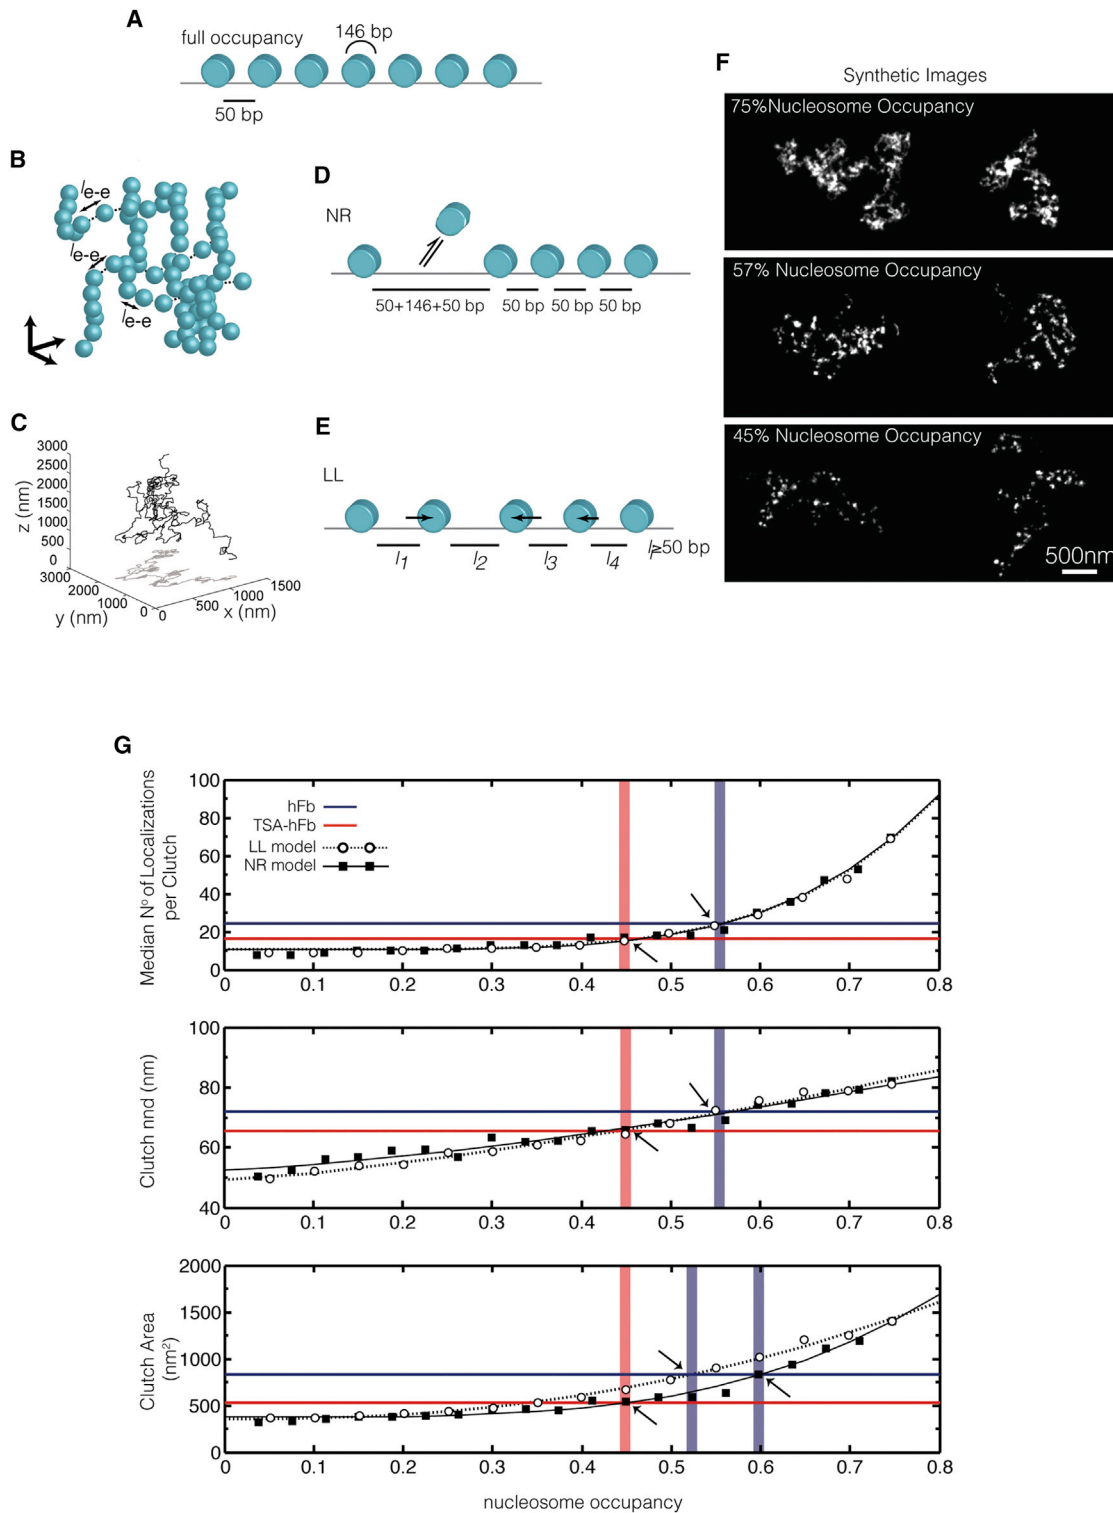 A
full occupancy
146 bp
50 bp
B
le-e
le-e
le-e
C
3000
2500
2000
1500
1000
500
0
z (nm)
3000
2000
1000
0
y (nm)
0
500
1000
1500
x (nm)
D
NR
50+146+50 bp
50 bp
50 bp
50 bp
E
LL
l1
l2
l3
l4
l≥50 bp
F
Synthetic Images
75%Nucleosome Occupancy
57% Nucleosome Occupancy
45% Nucleosome Occupancy
500nm
G
Median Nº of Localizations
per Clutch
100
80
60
40
20
0
hFb
TSA-hFb
LL model
NR model
0 0.1 0.2 0.3 0.4 0.5 0.6 0.7 0.8
Clutch nnd (nm)
100
80
60
40
0 0.1 0.2 0.3 0.4 0.5 0.6 0.7 0.8
Clutch Area
(nm²)
2000
1500
1000
500
0
0 0.1 0.2 0.3 0.4 0.5 0.6 0.7 0.8
nucleosome occupancy